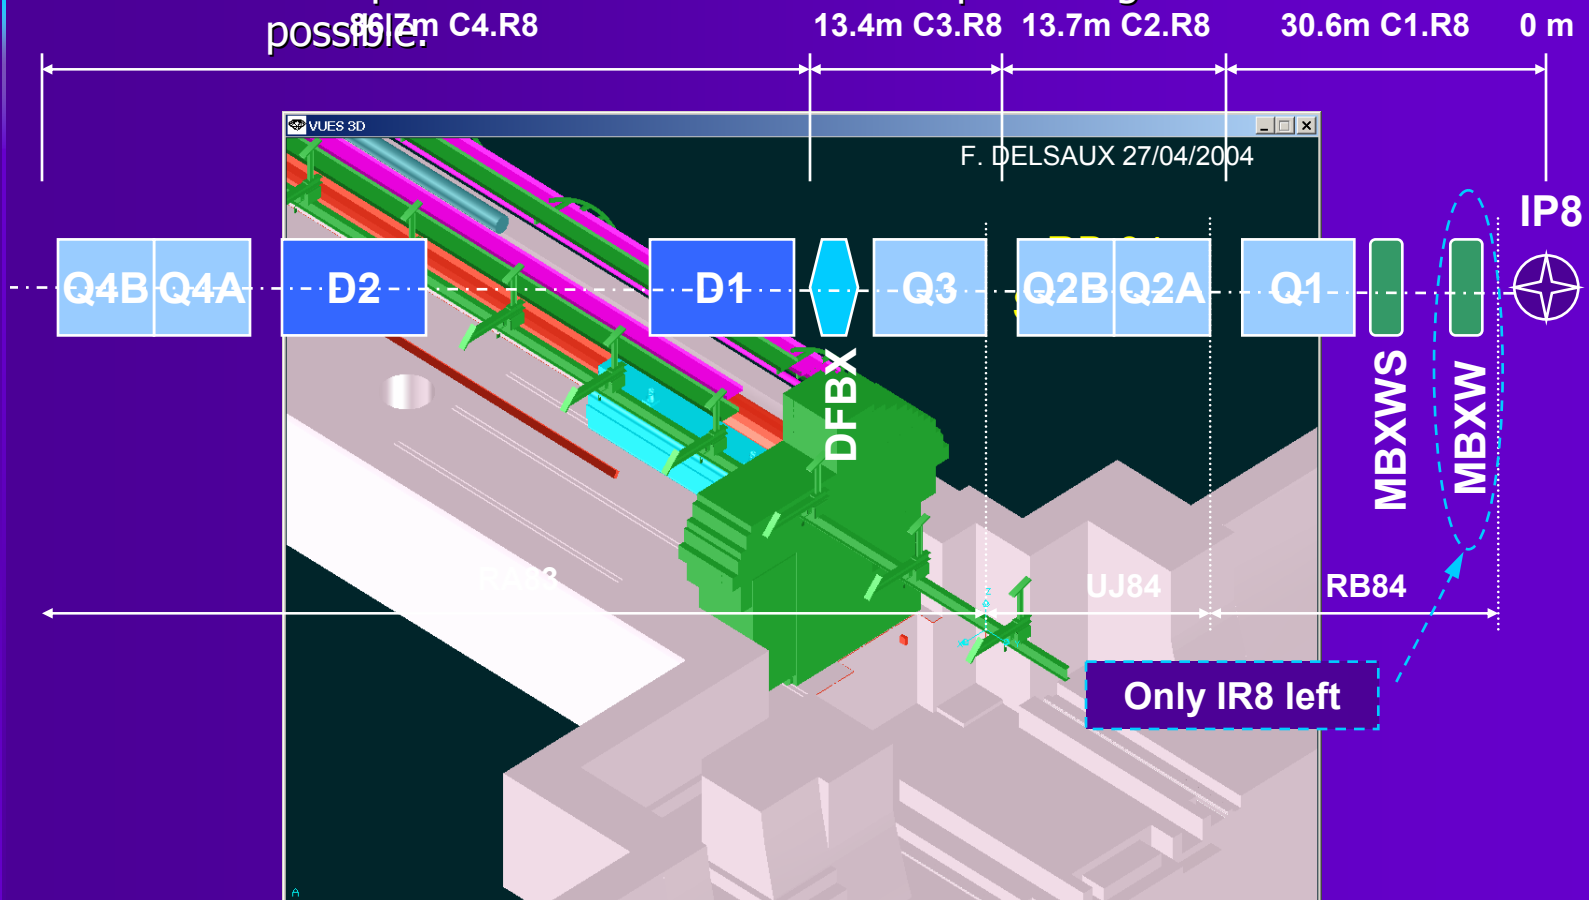 possible.
86.7m C4.R8
13.4m C3.R8
13.7m C2.R8
30.6m C1.R8
0 m
VUES 3D
F. DELSAUX 27/04/2004
IP8
Q4B
Q4A
D2
D1
Q3
Q2B
Q2A
Q1
DFBX
MBXWS
MBXW
RA83
UJ84
RB84
Only IR8 left
Z
A